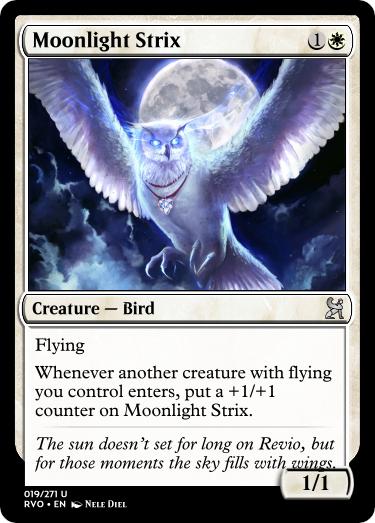 Moonlight Strix 1
Creature — Bird
Flying
Whenever another creature with flying
you control enters, put a +1/+1
counter on Moonlight Strix.
The sun doesn't set for long on Revio, but
for those moments the sky fills with wings.
1/1
019/271 U
RVO • EN Nele Diel